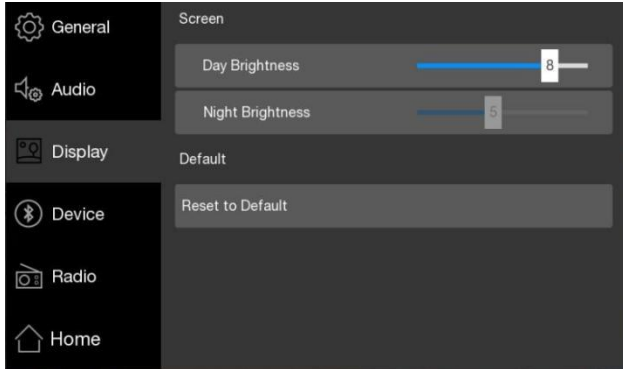 General
Audio
Display
Device
Radio
Home
Screen
Day Brightness 8
Night Brightness 5
Default
Reset to Default